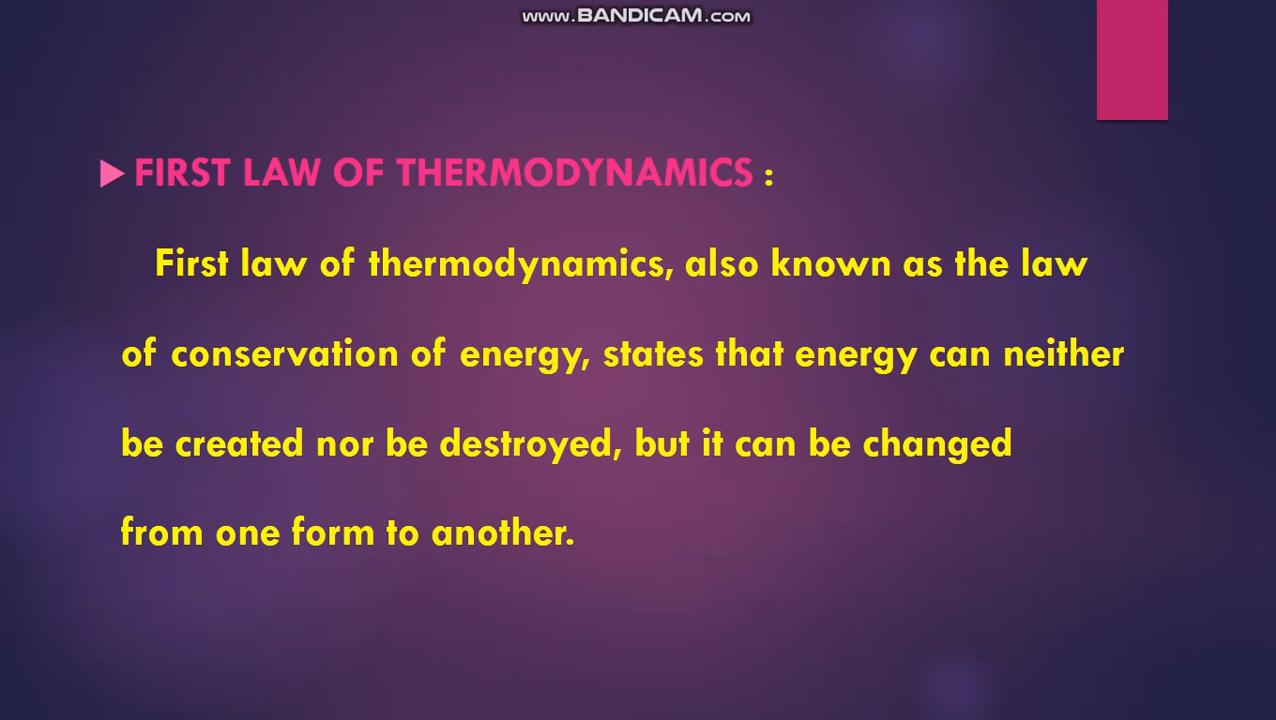 www.BANDICAM.com
FIRST LAW OF THERMODYNAMICS :
First law of thermodynamics, also known as the law
of conservation of energy, states that energy can neither
be created nor be destroyed, but it can be changed
from one form to another.